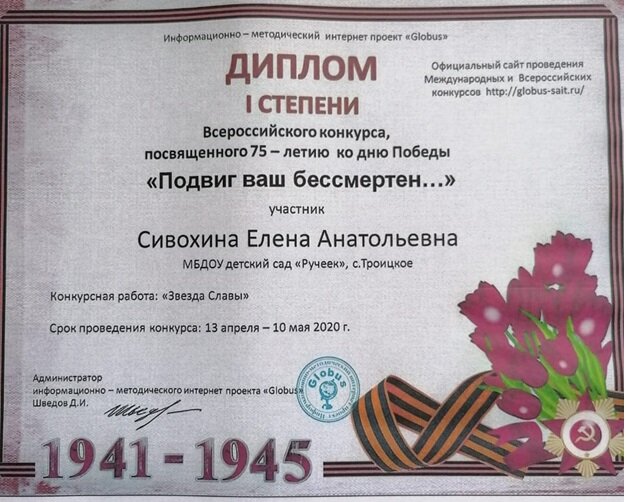 Информационно – методический интернет проект «Globus»
ДИПЛОМ
I СТЕПЕНИ
Официальный сайт проведения
Международных и Всероссийских
конкурсов http://globus-sait.ru/
Всероссийского конкурса,
посвященного 75 – летию ко дню Победы
«Подвиг ваш бессмертен...»
участник
Сивохина Елена Анатольевна
МБДОУ детский сад «Ручеек», с.Троицкое
Конкурсная работа: «Звезда Славы»
Срок проведения конкурса: 13 апреля – 10 мая 2020 г.
Администратор
информационно – методического интернет проекта «Globus»
Шведов Д.И.
Globus
1941 - 1945